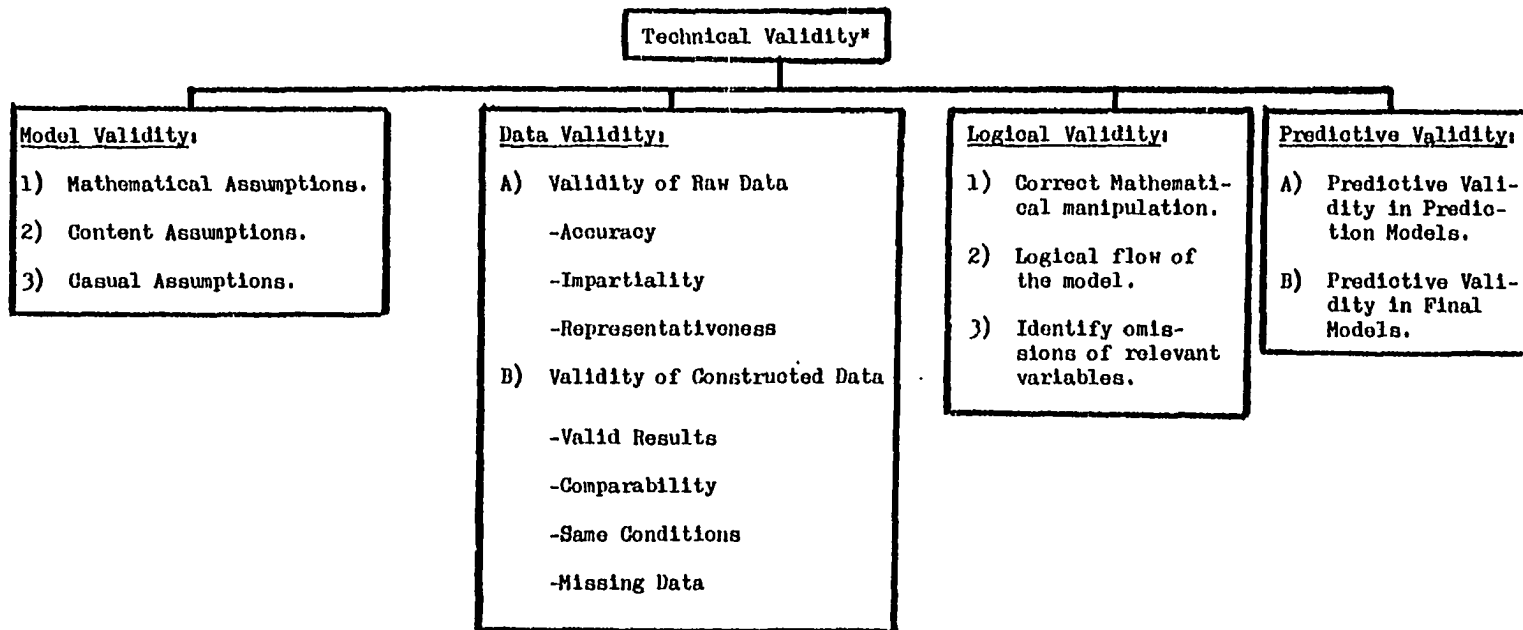 Technical Validity*
Model Validity:
1) Mathematical Assumptions.
2) Content Assumptions.
3) Casual Assumptions.
Data Validity:
A) Validity of Raw Data
-Accuracy
-Impartiality
-Representativeness
B) Validity of Constructed Data
-Valid Results
-Comparability
-Same Conditions
-Missing Data
Logical Validity:
1) Correct Mathemati-
cal manipulation.
2) Logical flow of
the model.
3) Identify omis-
sions of relevant
variables.
Predictive Validity:
A) Predictive Vali-
dity in Predic-
tion Models.
B) Predictive Vali-
dity in Final
Models.